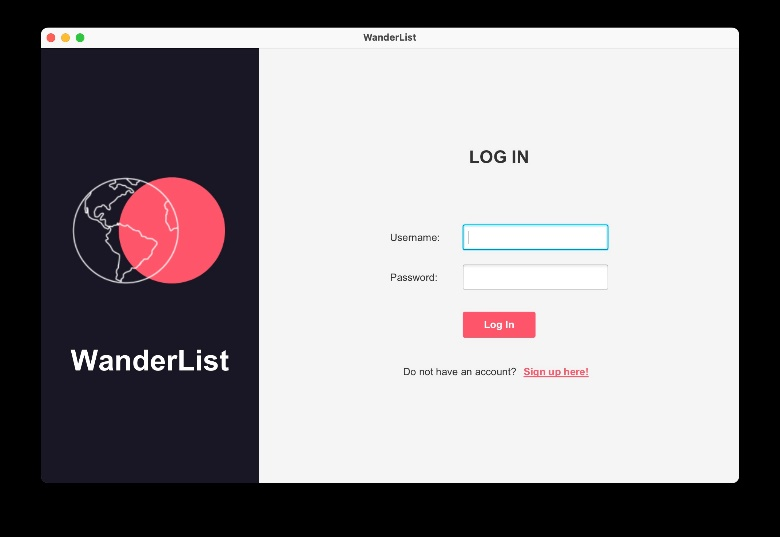 WanderList
LOG IN
Username:
Password:
Log In
Do not have an account? Sign up here!
WanderList